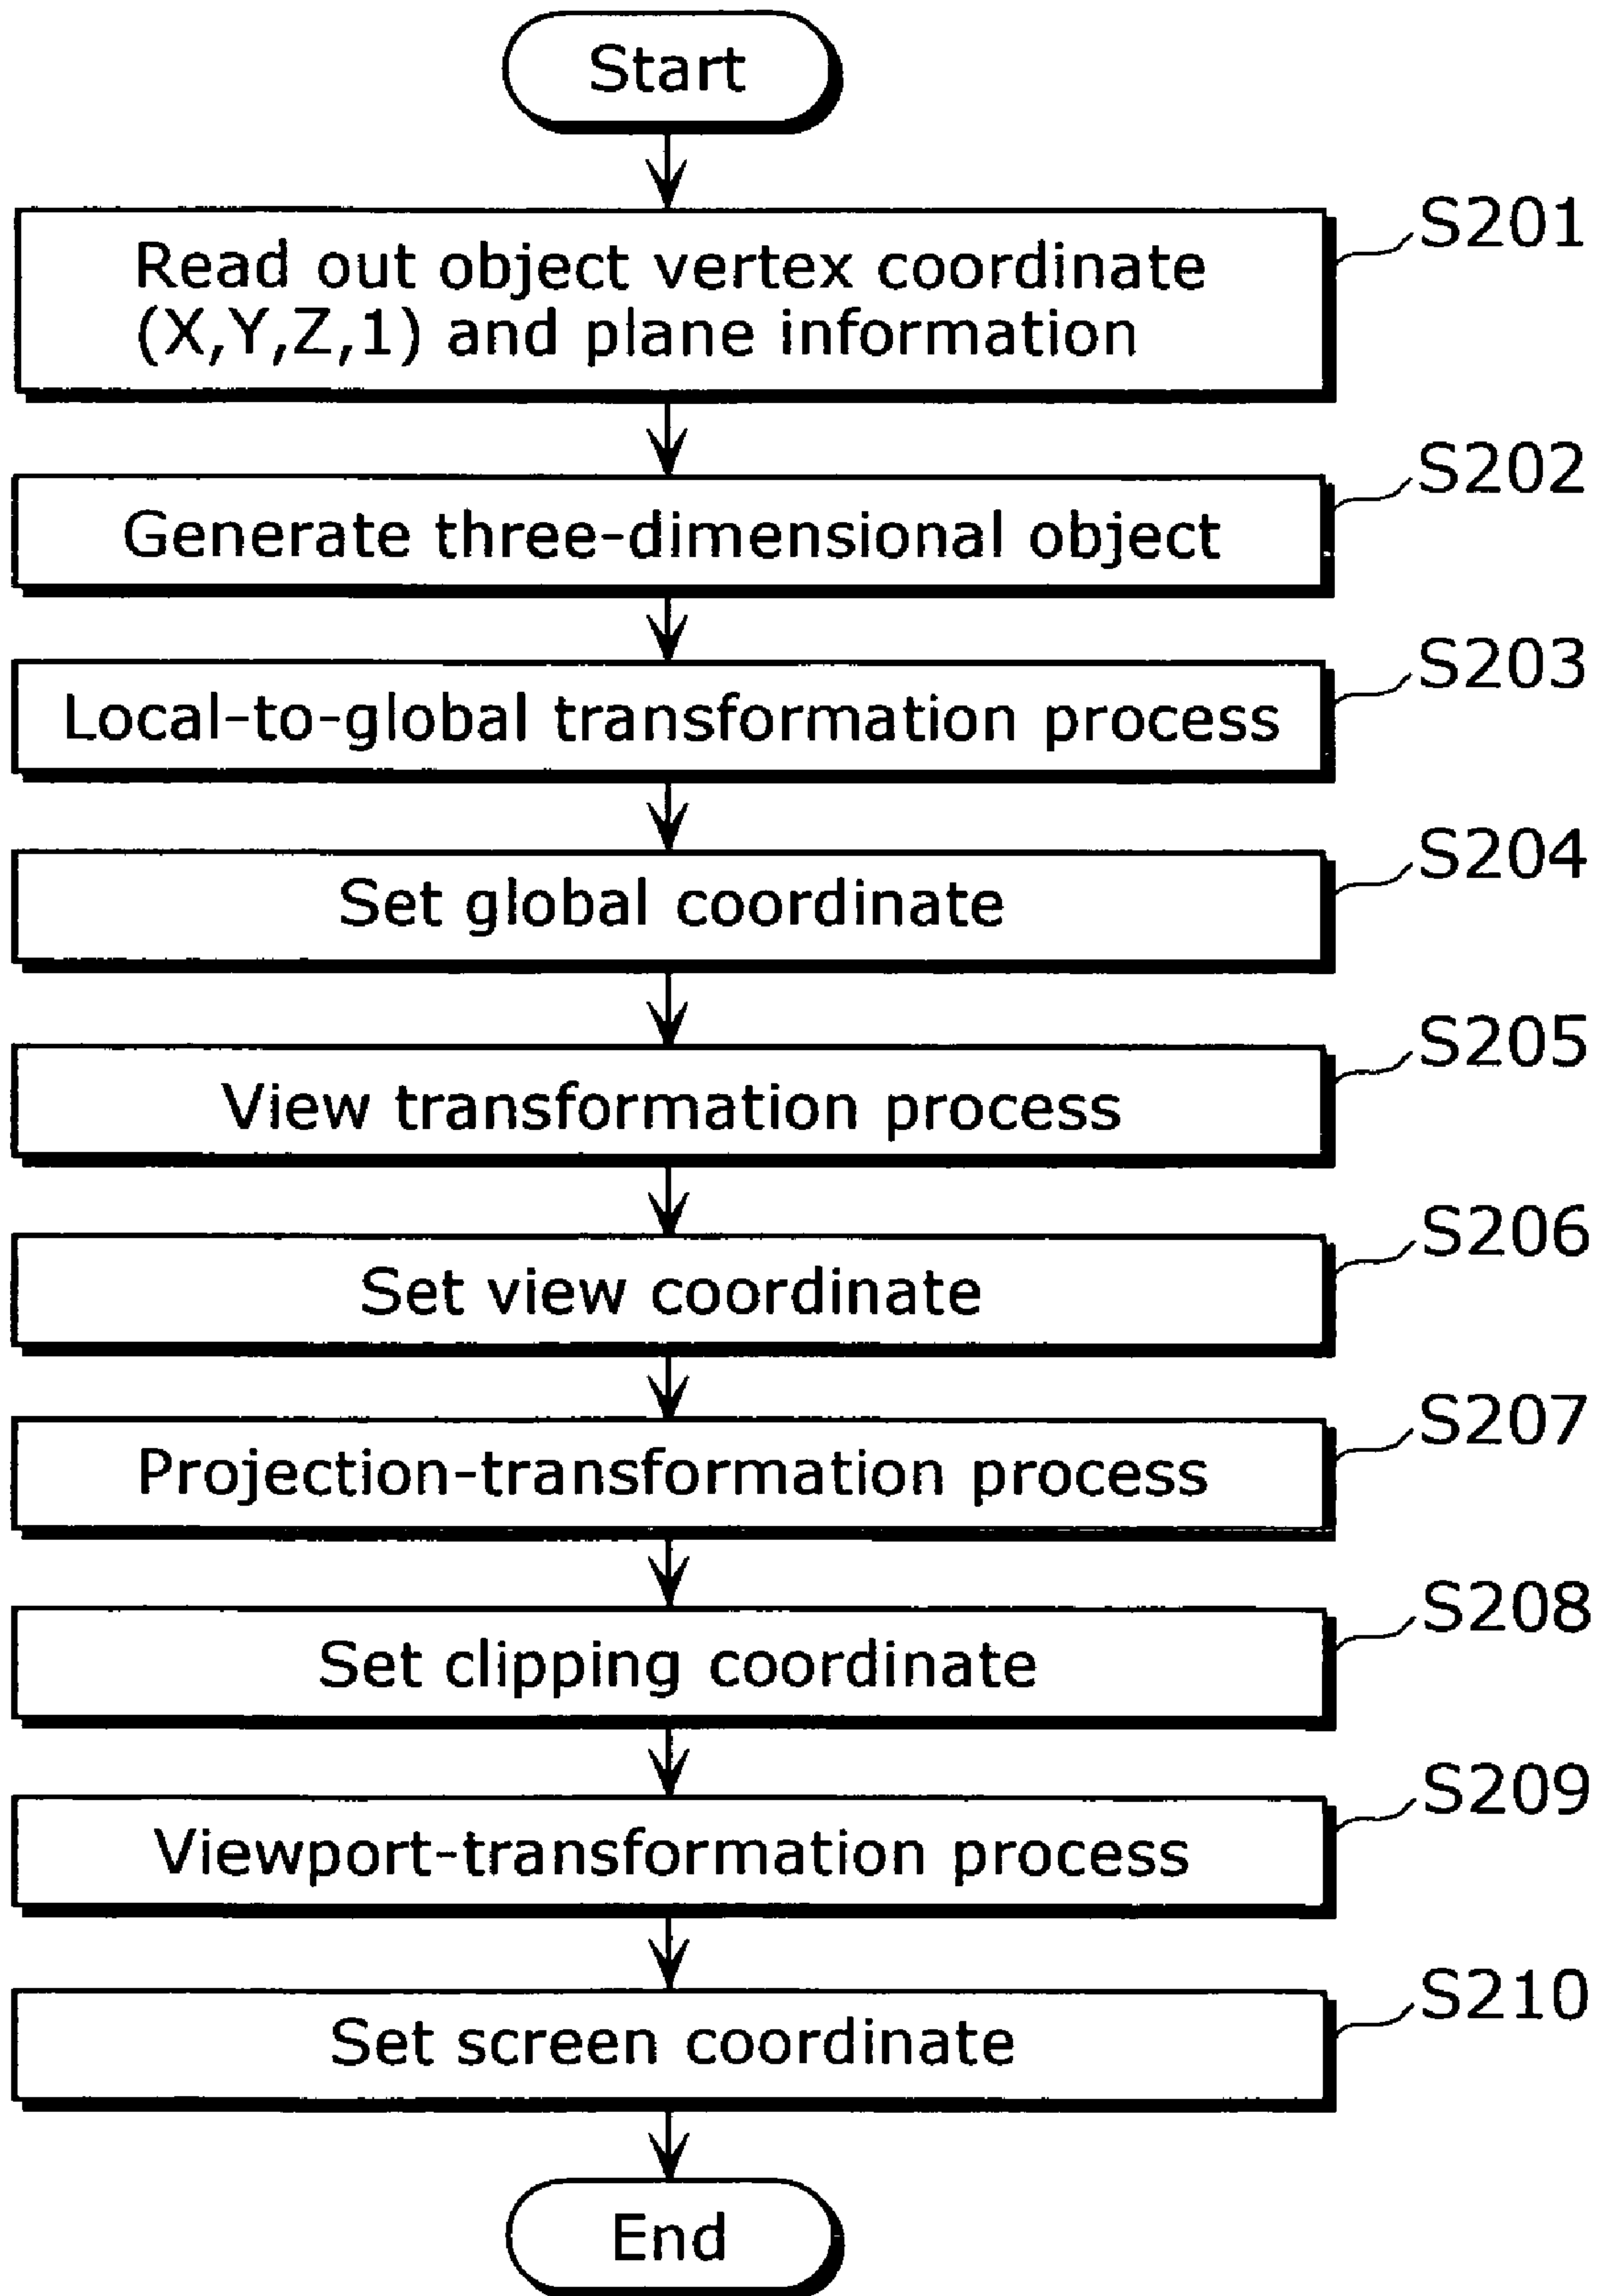 Start
Read out object vertex coordinate
(X,Y,Z,1) and plane information
S201
Generate three-dimensional object
S202
Local-to-global transformation process
S203
Set global coordinate
S204
View transformation process
S205
Set view coordinate
S206
Projection-transformation process
S207
Set clipping coordinate
S208
Viewport-transformation process
S209
Set screen coordinate
S210
End